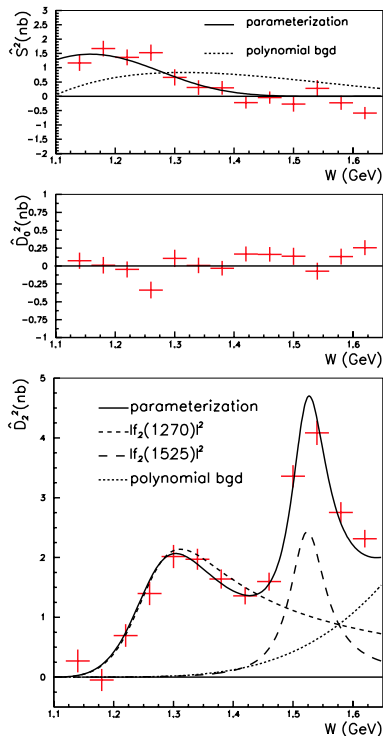 Ŝ²(nb)
2
1.5
1
0.5
0
-0.5
-1
-1.5
-2
parameterization
polynomial bgd
1.1 1.2 1.3 1.4 1.5 1.6
W (GeV)
D̂₀²(nb)
1
0.75
0.5
0.25
0
-0.25
-0.5
-0.75
-1
1.1 1.2 1.3 1.4 1.5 1.6
W (GeV)
D̂₂²(nb)
5
4
3
2
1
0
parameterization
|f₂(1270)|²
|f₂(1525)|²
polynomial bgd
1.1 1.2 1.3 1.4 1.5 1.6
W (GeV)